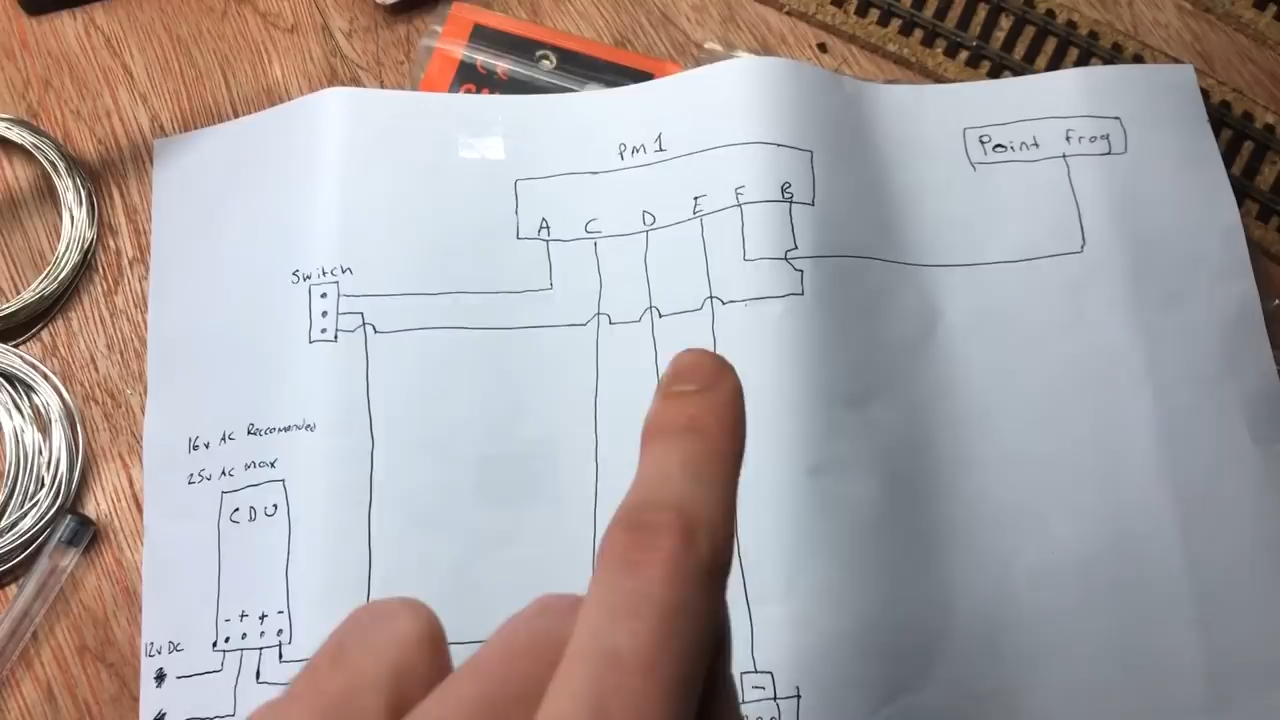 PM1
Point frog
A C D E F B
Switch
16v AC Reccomended
25v AC Max
CDU
- + + -
12v DC
-